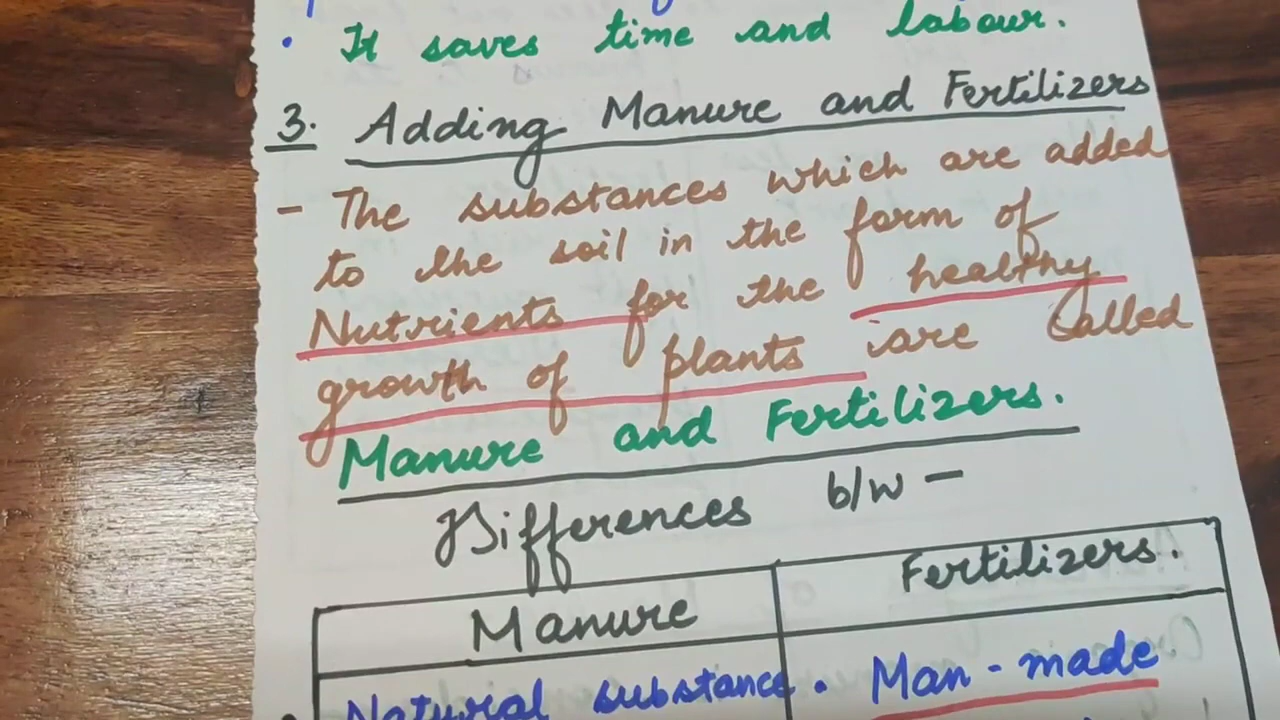 • It saves time and labour.
3. Adding Manure and Fertilizers
- The substances which are added
to the soil in the form of
Nutrients for the healthy
growth of plants are called
Manure and Fertilizers.
Differences b/w -
Manure Fertilizers.
Natural substance. • Man-made